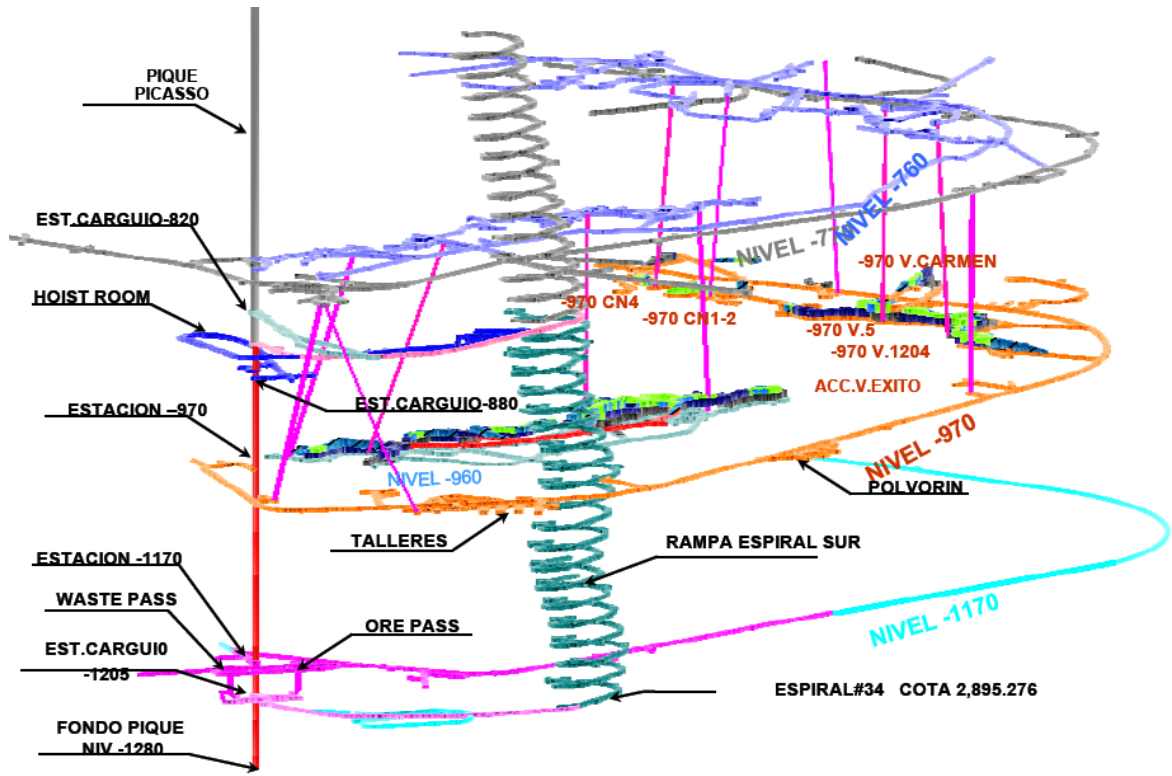 PIQUE
PICASSO
EST.CARGUIO-820
HOIST ROOM
ESTACION –970
EST.CARGUIO-880
NIVEL -760
NIVEL -77
-970 V.CARMEN
-970 CN4
-970 CN1-2
-970 V.5
-970 V.1204
ACC.V.EXITO
NIVEL -970
NIVEL -960
POLVORIN
TALLERES
ESTACION -1170
RAMPA ESPIRAL SUR
WASTE PASS
ORE PASS
NIVEL -1170
EST.CARGUI0
-1205
ESPIRAL#34 COTA 2,895.276
FONDO PIQUE
NIV -1280